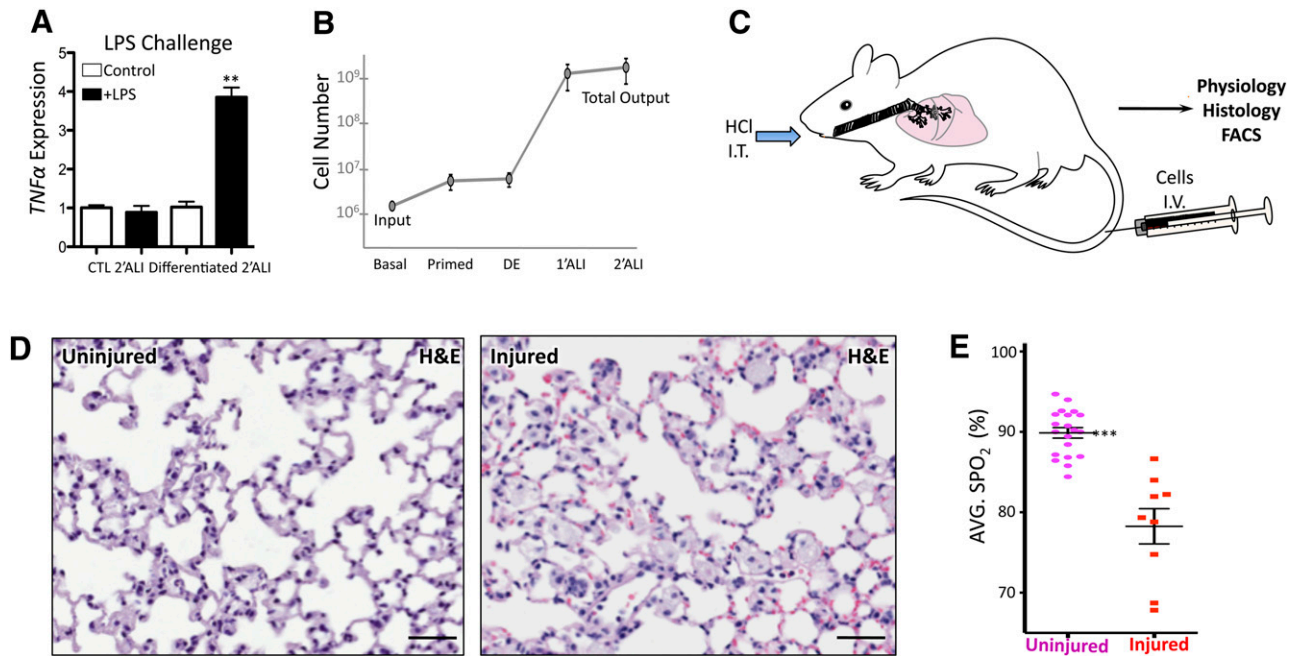 A
LPS Challenge
Control
+LPS
**
TNFα Expression
5
4
3
2
1
0
CTL 2'ALI
Differentiated 2'ALI
B
Cell Number
10⁹
10⁸
10⁷
10⁶
Input
Total Output
Basal
Primed
DE
1'ALI
2'ALI
C
HCl
I.T.
Physiology
Histology
FACS
Cells
I.V.
D
Uninjured
H&E
Injured
H&E
E
AVG. SPO₂ (%)
100
90
80
70
***
Uninjured
Injured